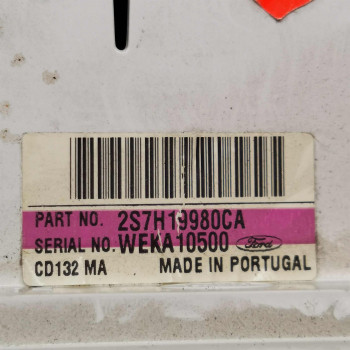 PART NO. 2S7H19980CA
SERIAL NO. WEKA10500 Ford
CD132 MA MADE IN PORTUGAL